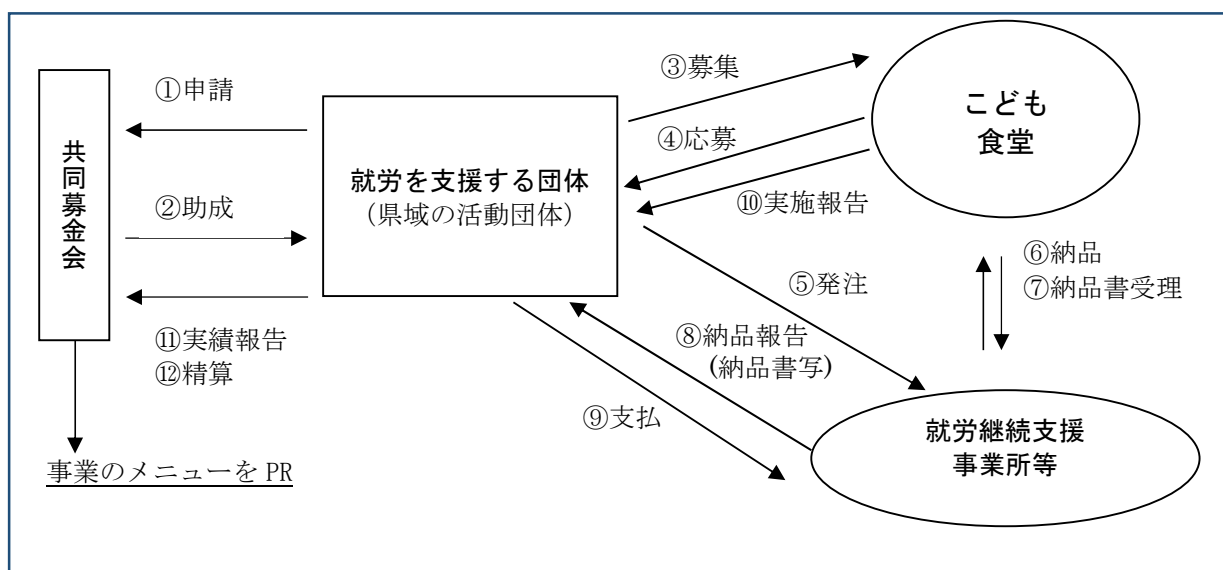 共同募金会
①申請
②助成
⑪実績報告
⑫精算
事業のメニューを PR
就労を支援する団体
（県域の活動団体）
③募集
④応募
⑩実施報告
こども
食堂
⑤発注
⑥納品
⑦納品書受理
⑧納品報告
(納品書写)
⑨支払
就労継続支援
事業所等